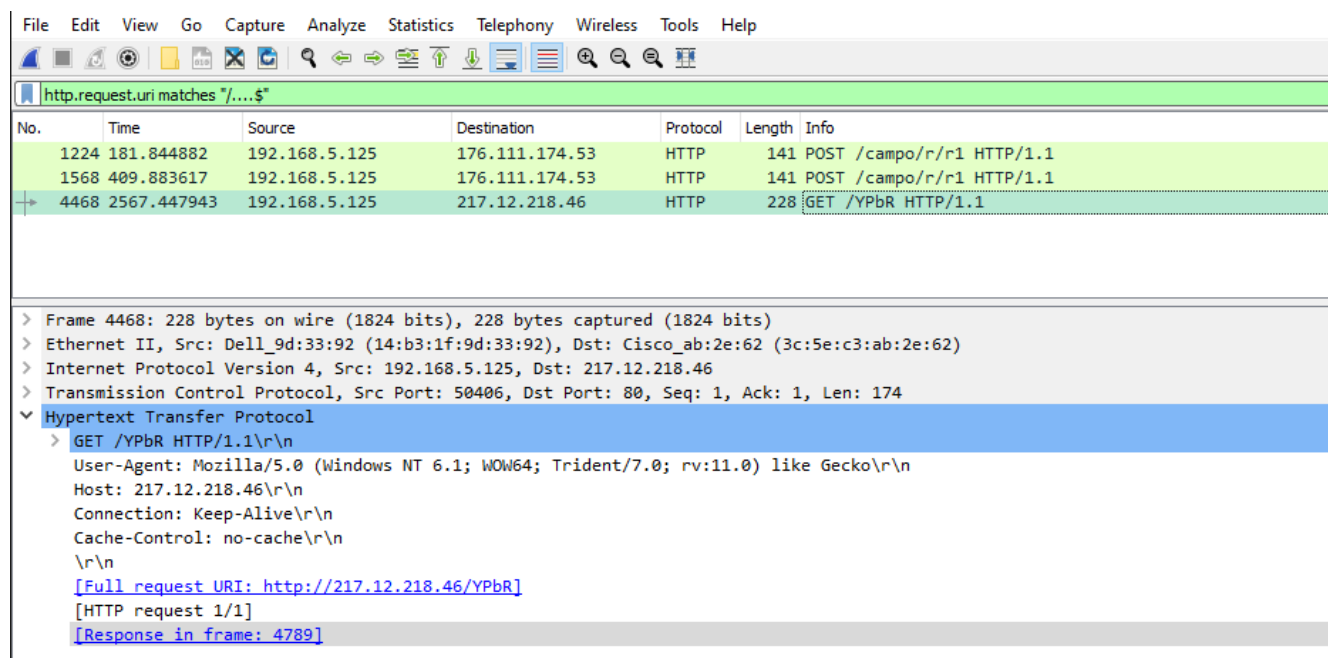 File Edit View Go Capture Analyze Statistics Telephony Wireless Tools Help
http.request.uri matches "/....$"
No. Time Source Destination Protocol Length Info
1224 181.844882 192.168.5.125 176.111.174.53 HTTP 141 POST /campo/r/r1 HTTP/1.1
1568 409.883617 192.168.5.125 176.111.174.53 HTTP 141 POST /campo/r/r1 HTTP/1.1
4468 2567.447943 192.168.5.125 217.12.218.46 HTTP 228 GET /YPbR HTTP/1.1
> Frame 4468: 228 bytes on wire (1824 bits), 228 bytes captured (1824 bits)
> Ethernet II, Src: Dell_9d:33:92 (14:b3:1f:9d:33:92), Dst: Cisco_ab:2e:62 (3c:5e:c3:ab:2e:62)
> Internet Protocol Version 4, Src: 192.168.5.125, Dst: 217.12.218.46
> Transmission Control Protocol, Src Port: 50406, Dst Port: 80, Seq: 1, Ack: 1, Len: 174
Hypertext Transfer Protocol
> GET /YPbR HTTP/1.1\r\n
User-Agent: Mozilla/5.0 (Windows NT 6.1; WOW64; Trident/7.0; rv:11.0) like Gecko\r\n
Host: 217.12.218.46\r\n
Connection: Keep-Alive\r\n
Cache-Control: no-cache\r\n
\r\n
[Full request URI: http://217.12.218.46/YPbR]
[HTTP request 1/1]
[Response in frame: 4789]